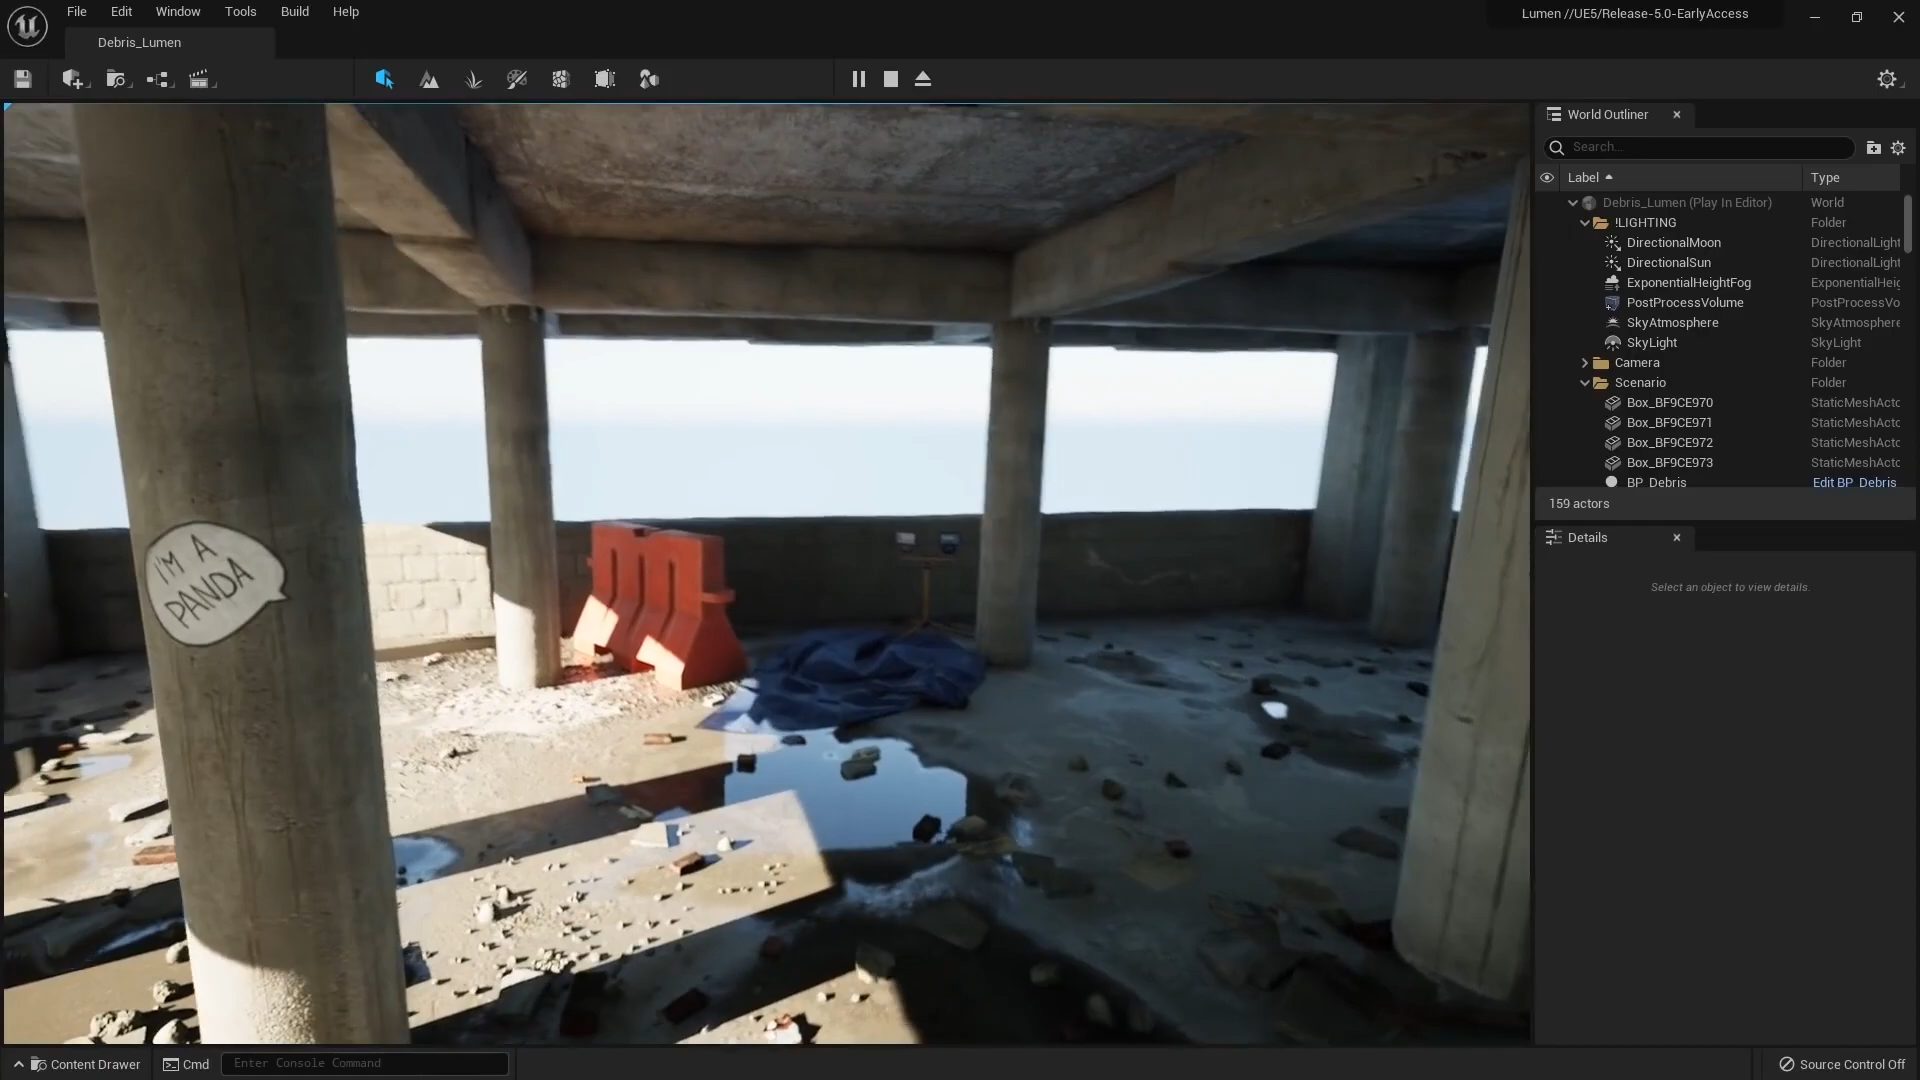 File Edit Window Tools Build Help
Lumen //UE5/Release-5.0-EarlyAccess
Debris_Lumen
World Outliner
Search...
Label Type
Debris_Lumen (Play In Editor) World
!LIGHTING Folder
DirectionalMoon DirectionalLight
DirectionalSun DirectionalLight
ExponentialHeightFog ExponentialHeig
PostProcessVolume PostProcessVo
SkyAtmosphere SkyAtmosphere
SkyLight SkyLight
Camera Folder
Scenario Folder
Box_BF9CE970 StaticMeshActo
Box_BF9CE971 StaticMeshActo
Box_BF9CE972 StaticMeshActo
Box_BF9CE973 StaticMeshActo
BP_Debris Edit BP_Debris
159 actors
Details
Select an object to view details.
I'M A
PANDA
Content Drawer Cmd Enter Console Command Source Control Off